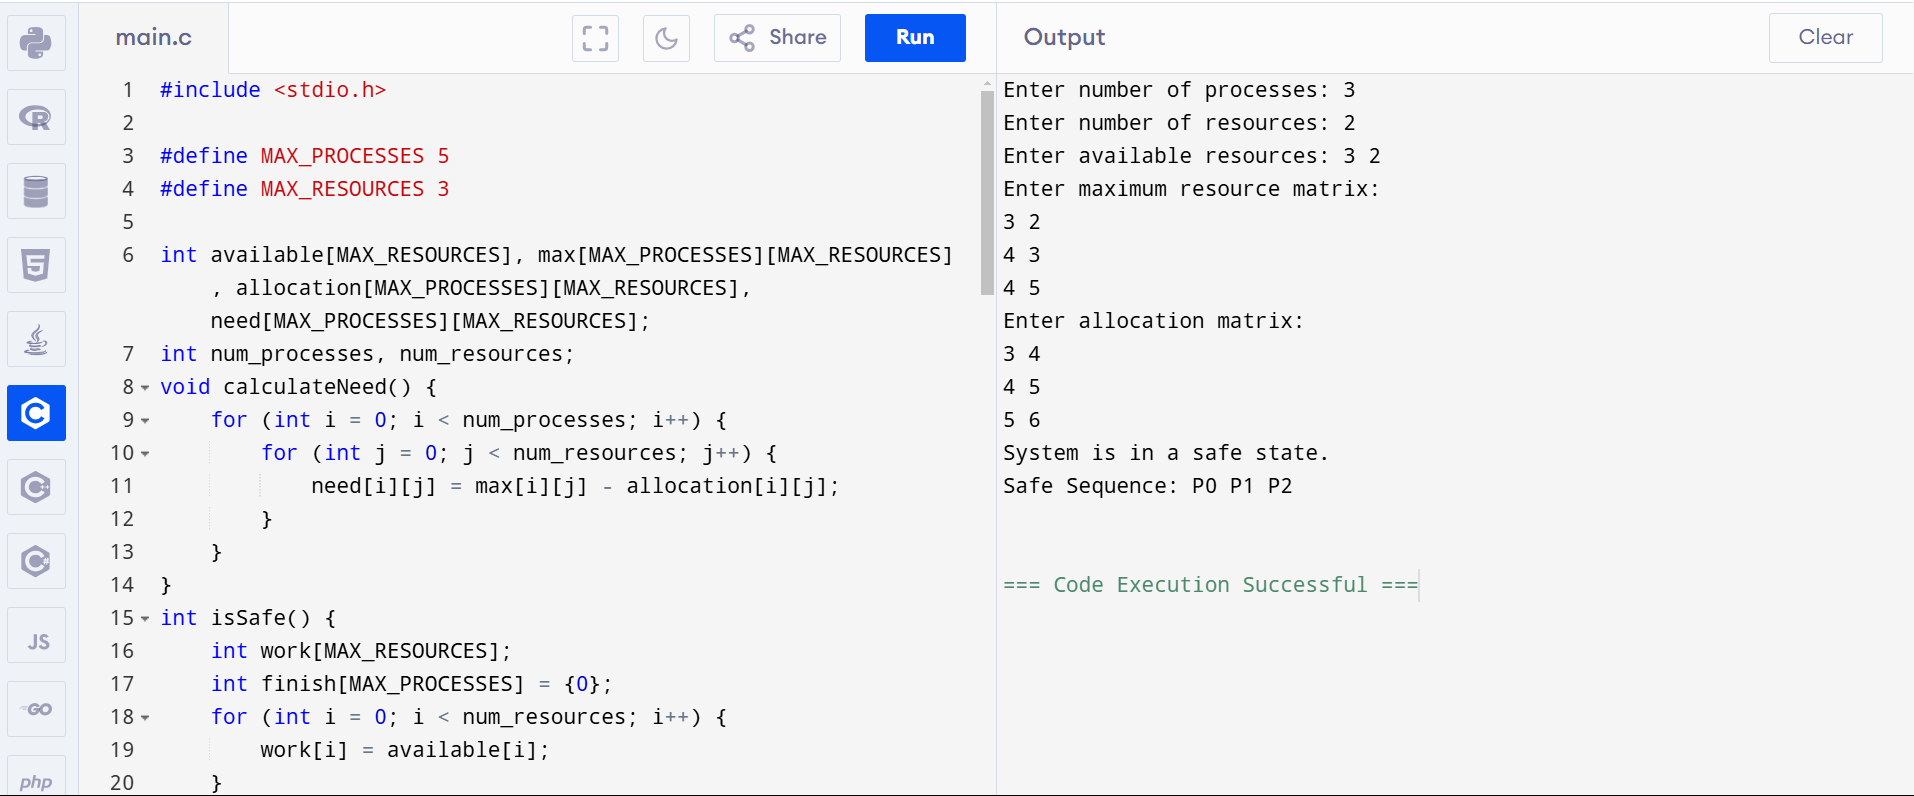 main.c
Share
Run
Output
Clear
1 #include <stdio.h>
2
3 #define MAX_PROCESSES 5
4 #define MAX_RESOURCES 3
5
6 int available[MAX_RESOURCES], max[MAX_PROCESSES][MAX_RESOURCES]
, allocation[MAX_PROCESSES][MAX_RESOURCES],
need[MAX_PROCESSES][MAX_RESOURCES];
7 int num_processes, num_resources;
8 void calculateNeed() {
9 for (int i = 0; i < num_processes; i++) {
10 for (int j = 0; j < num_resources; j++) {
11 need[i][j] = max[i][j] - allocation[i][j];
12 }
13 }
14 }
15 int isSafe() {
16 int work[MAX_RESOURCES];
17 int finish[MAX_PROCESSES] = {0};
18 for (int i = 0; i < num_resources; i++) {
19 work[i] = available[i];
20 }
Enter number of processes: 3
Enter number of resources: 2
Enter available resources: 3 2
Enter maximum resource matrix:
3 2
4 3
4 5
Enter allocation matrix:
3 4
4 5
5 6
System is in a safe state.
Safe Sequence: P0 P1 P2
=== Code Execution Successful ===
R
5
C
C++
C#
JS
GO
php